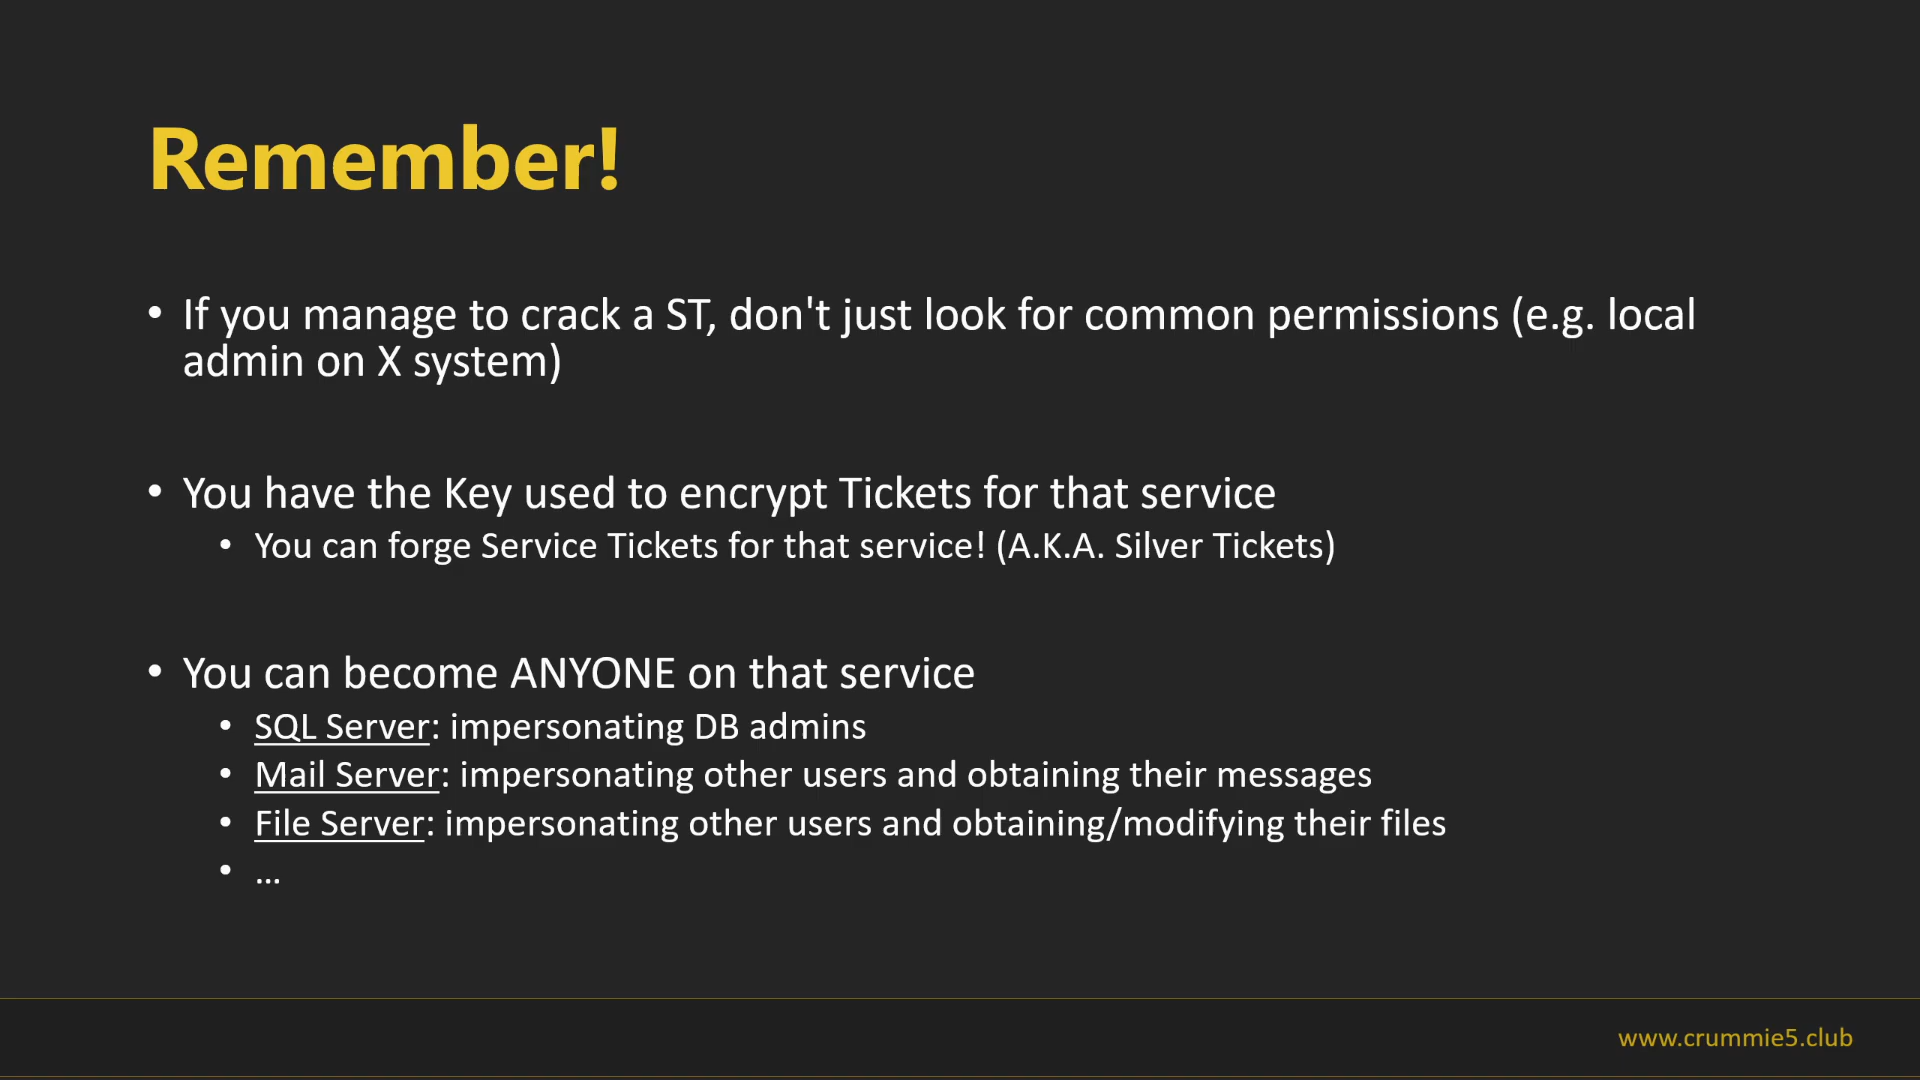 Remember!
• If you manage to crack a ST, don't just look for common permissions (e.g. local
admin on X system)
• You have the Key used to encrypt Tickets for that service
• You can forge Service Tickets for that service! (A.K.A. Silver Tickets)
• You can become ANYONE on that service
• SQL Server: impersonating DB admins
• Mail Server: impersonating other users and obtaining their messages
• File Server: impersonating other users and obtaining/modifying their files
• …
www.crummie5.club